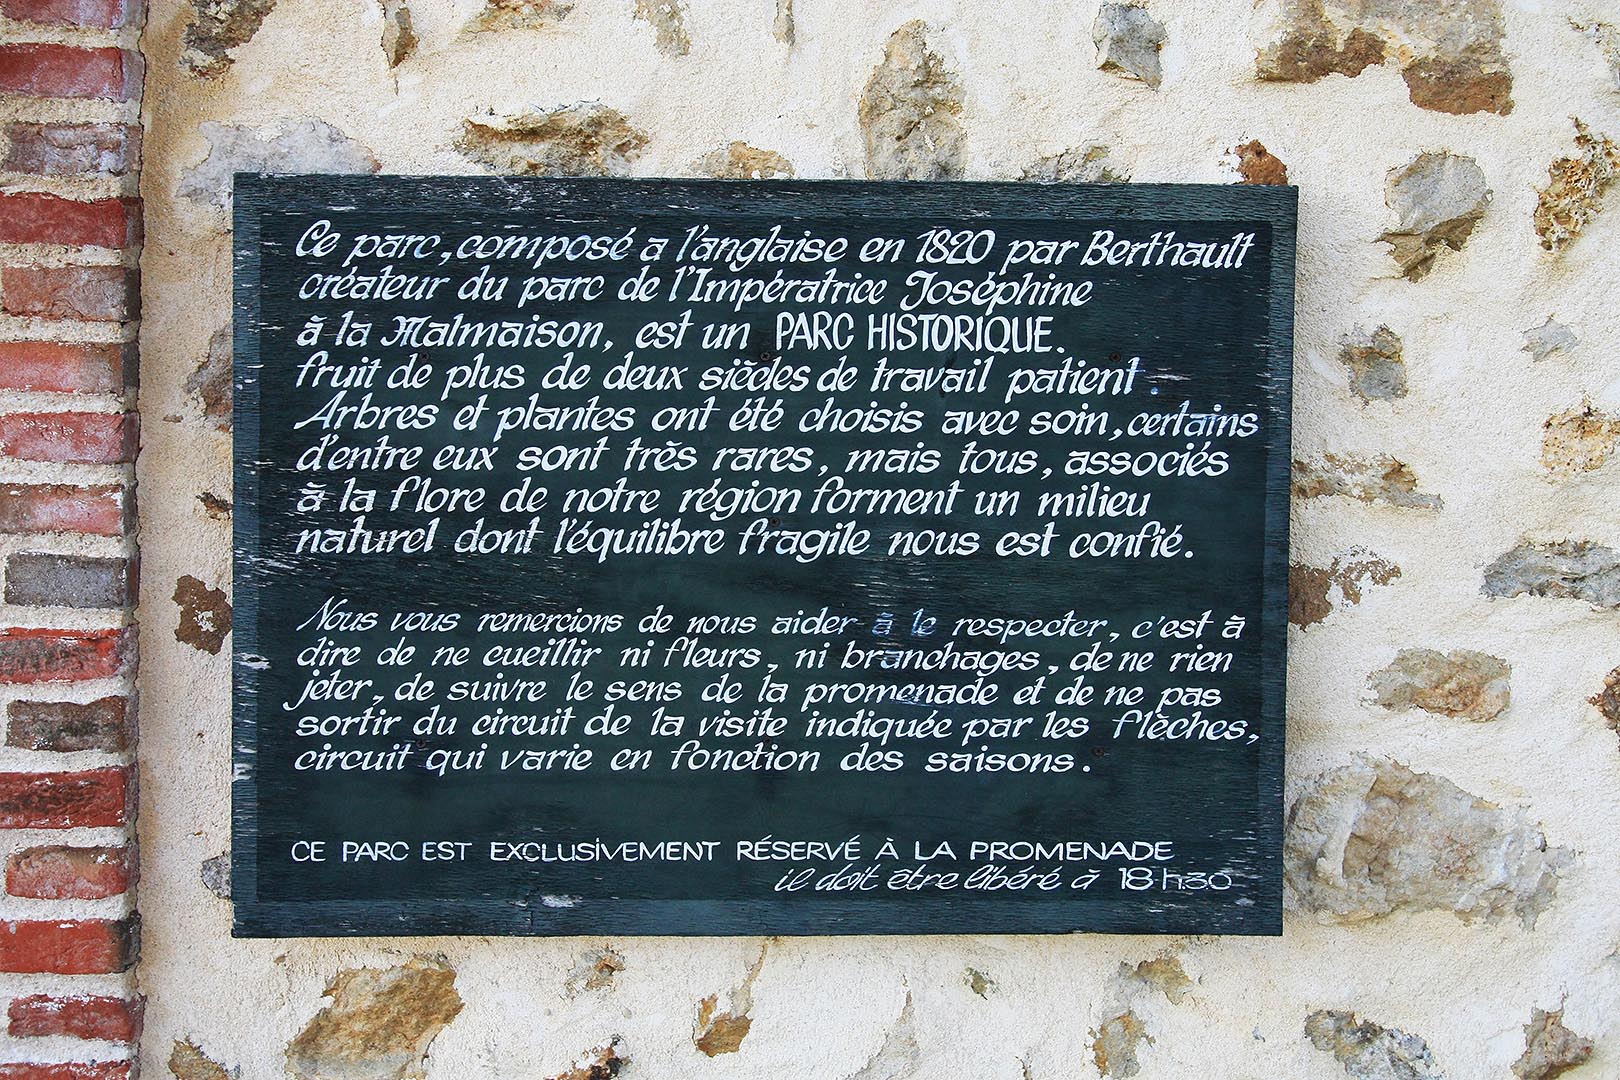 Ce parc, composé a l'anglaise en 1820 par Berthault
créateur du parc de l'Impératrice Joséphine
à la Malmaison, est un PARC HISTORIQUE.
fruit de plus de deux siècles de travail patient.
Arbres et plantes ont été choisis avec soin, certains
d'entre eux sont très rares, mais tous, associés
à la flore de notre région forment un milieu
naturel dont l'équilibre fragile nous est confié.
Nous vous remercions de nous aider à le respecter, c'est à
dire de ne cueillir ni fleurs, ni branchages, de ne rien
jeter, de suivre le sens de la promenade et de ne pas
sortir du circuit de la visite indiquée par les flèches,
circuit qui varie en fonction des saisons.
CE PARC EST EXCLUSIVEMENT RÉSERVÉ À LA PROMENADE
il doit être libéré à 18 h.30